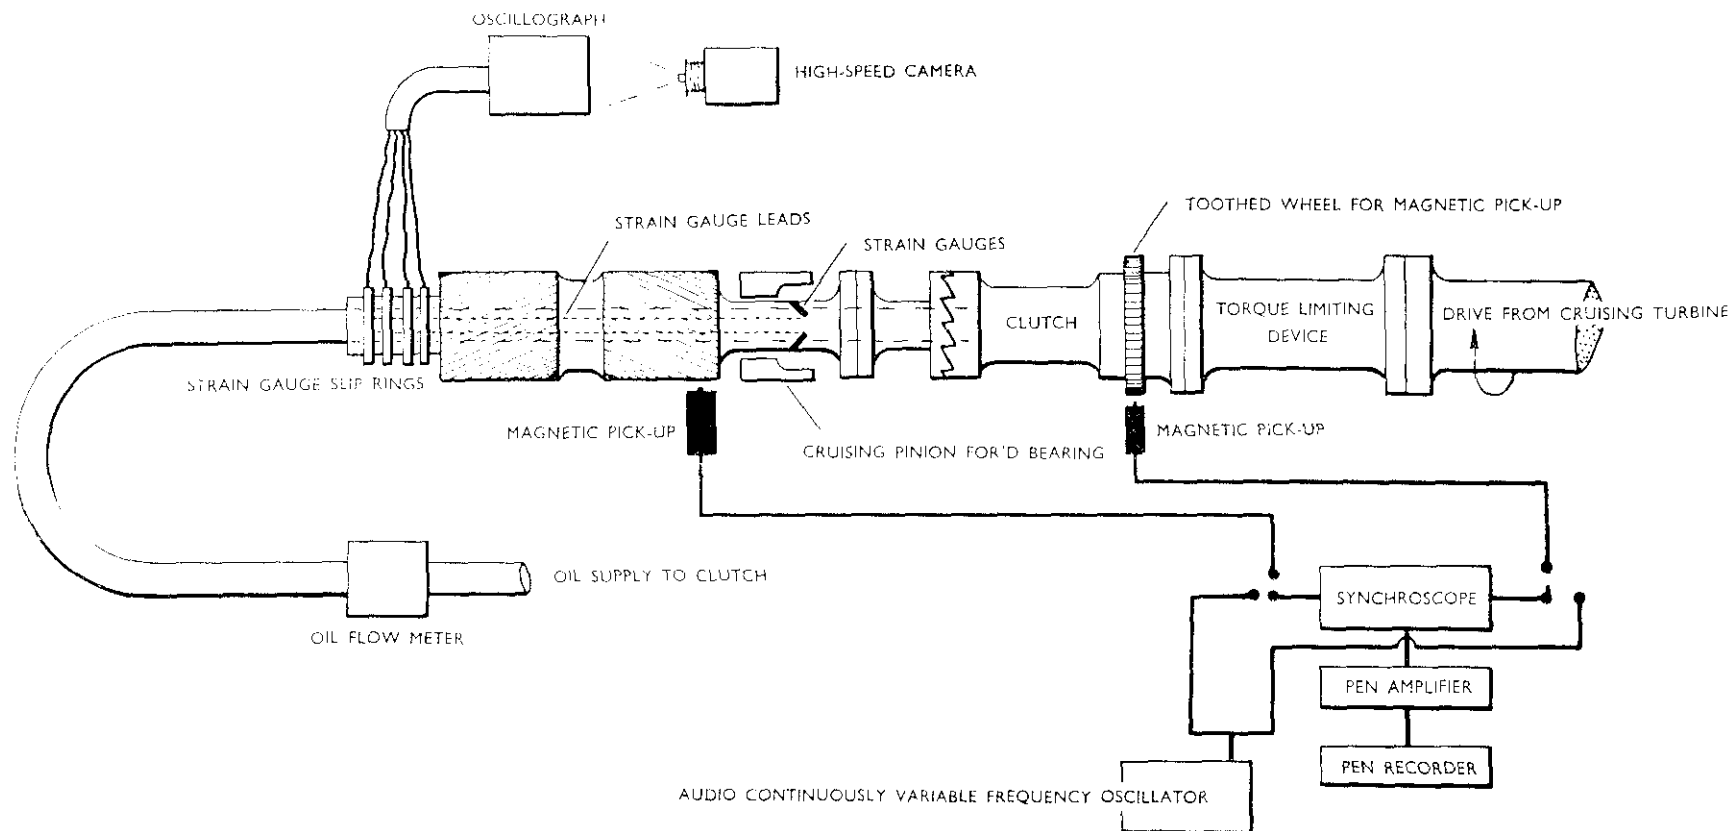 OSCILLOGRAPH
HIGH-SPEED CAMERA
TOOTHED WHEEL FOR MAGNETIC PICK-UP
STRAIN GAUGE LEADS
STRAIN GAUGES
CLUTCH
TORQUE LIMITING
DEVICE
DRIVE FROM CRUISING TURBINE
STRAIN GAUGE SLIP RINGS
MAGNETIC PICK-UP
CRUISING PINION FOR'D BEARING
MAGNETIC PICK-UP
OIL SUPPLY TO CLUTCH
OIL FLOW METER
SYNCHROSCOPE
PEN AMPLIFIER
PEN RECORDER
AUDIO CONTINUOUSLY VARIABLE FREQUENCY OSCILLATOR